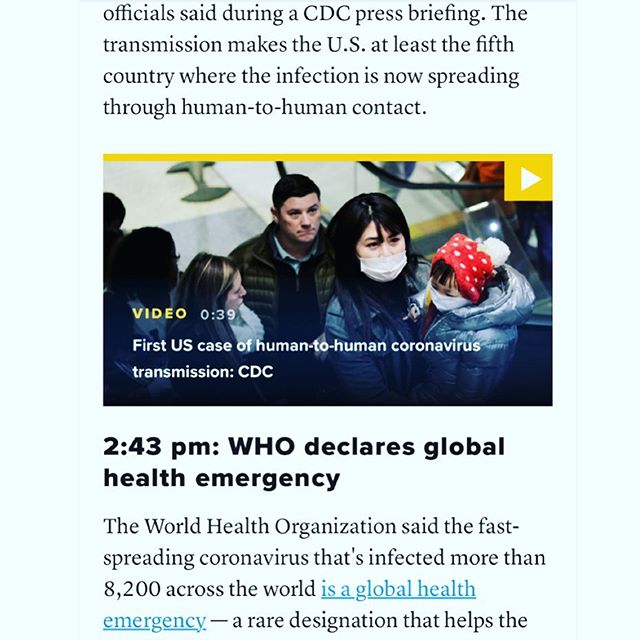 officials said during a CDC press briefing. The
transmission makes the U.S. at least the fifth
country where the infection is now spreading
through human-to-human contact.
VIDEO 0:39
First US case of human-to-human coronavirus
transmission: CDC
2:43 pm: WHO declares global
health emergency
The World Health Organization said the fast-
spreading coronavirus that's infected more than
8,200 across the world is a global health
emergency — a rare designation that helps the